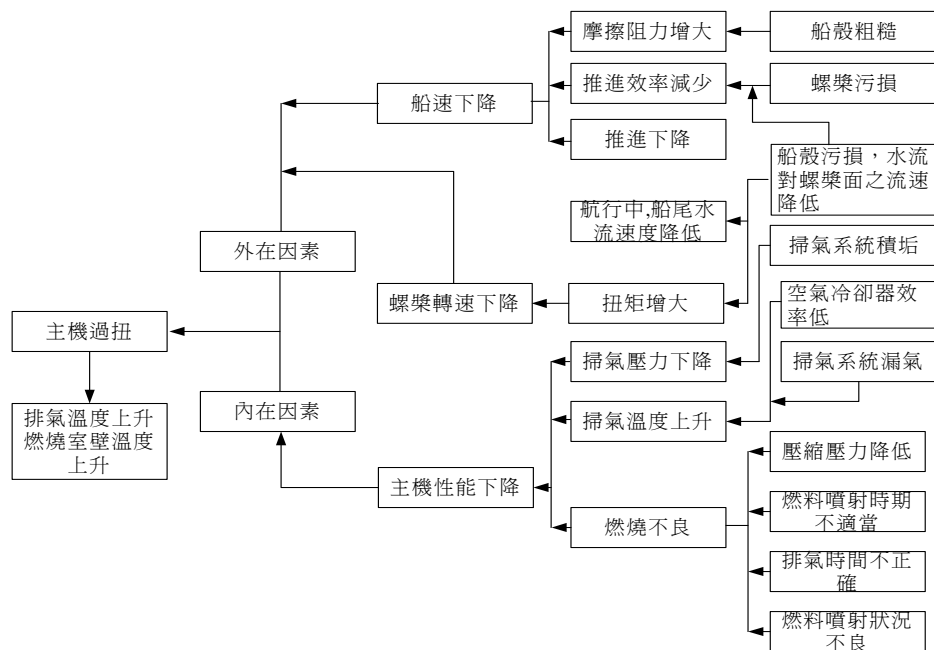 摩擦阻力增大
船殼粗糙
船速下降
推進效率減少
螺槳污損
推進下降
船殼污損，水流
對螺槳面之流速
降低
航行中,船尾水
流速度降低
外在因素
掃氣系統積垢
螺槳轉速下降
扭矩增大
空氣冷卻器效
率低
主機過扭
掃氣壓力下降
掃氣系統漏氣
排氣溫度上升
燃燒室壁溫度
上升
內在因素
掃氣溫度上升
壓縮壓力降低
主機性能下降
燃燒不良
燃料噴射時期
不適當
排氣時間不正
確
燃料噴射狀況
不良